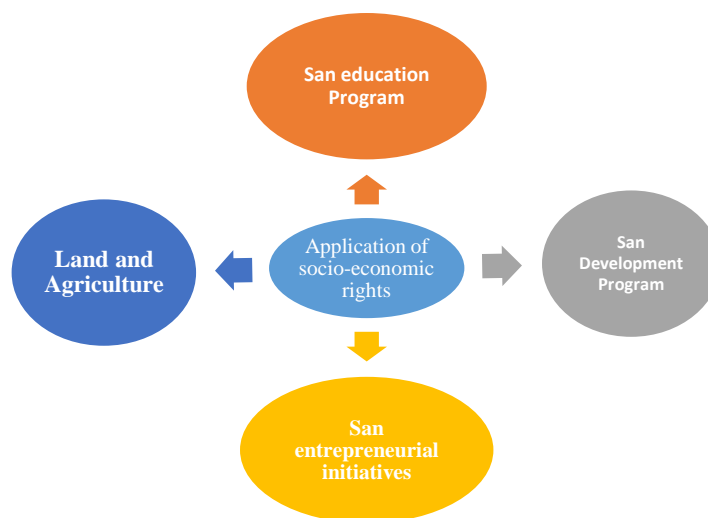 San education
Program
Land and
Agriculture
Application of
socio-economic
rights
San
Development
Program
San
entrepreneurial
initiatives